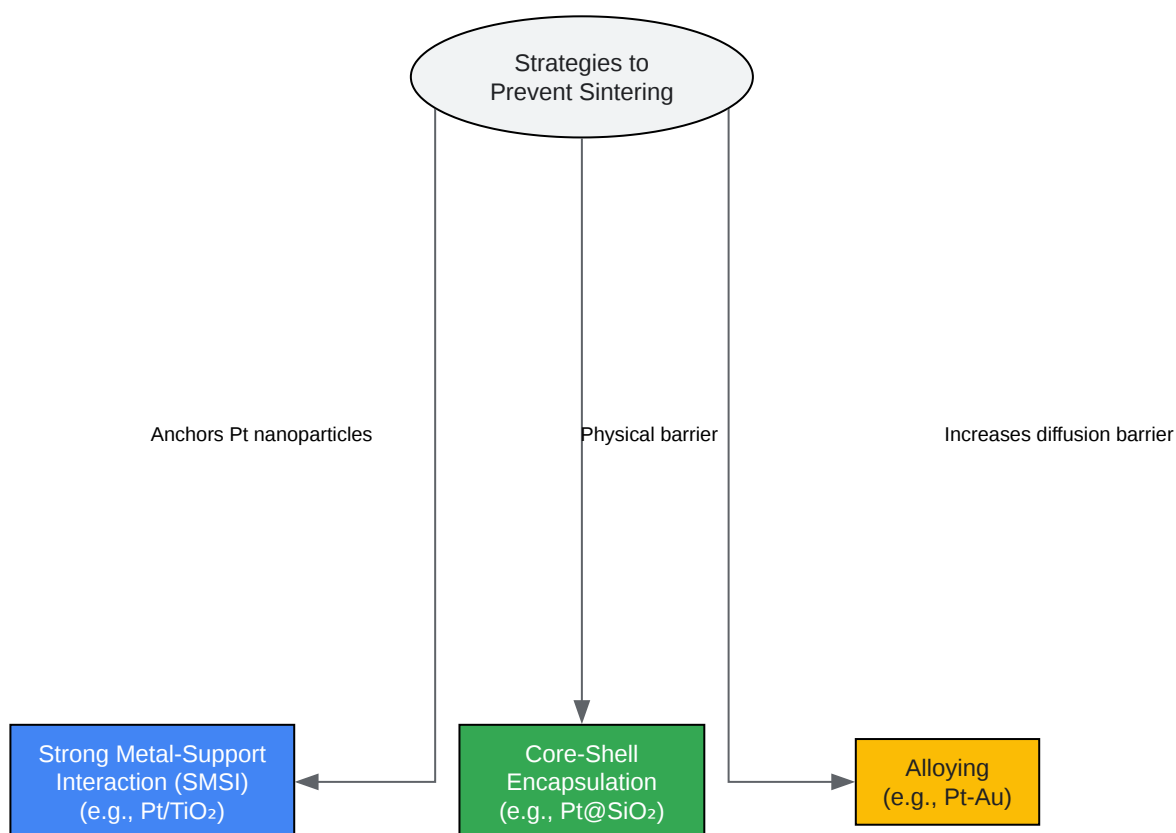 Strategies to
Prevent Sintering
Anchors Pt nanoparticles
Physical barrier
Increases diffusion barrier
Strong Metal-Support
Interaction (SMSI)
(e.g., Pt/TiO₂)
Core-Shell
Encapsulation
(e.g., Pt@SiO₂)
Alloying
(e.g., Pt-Au)